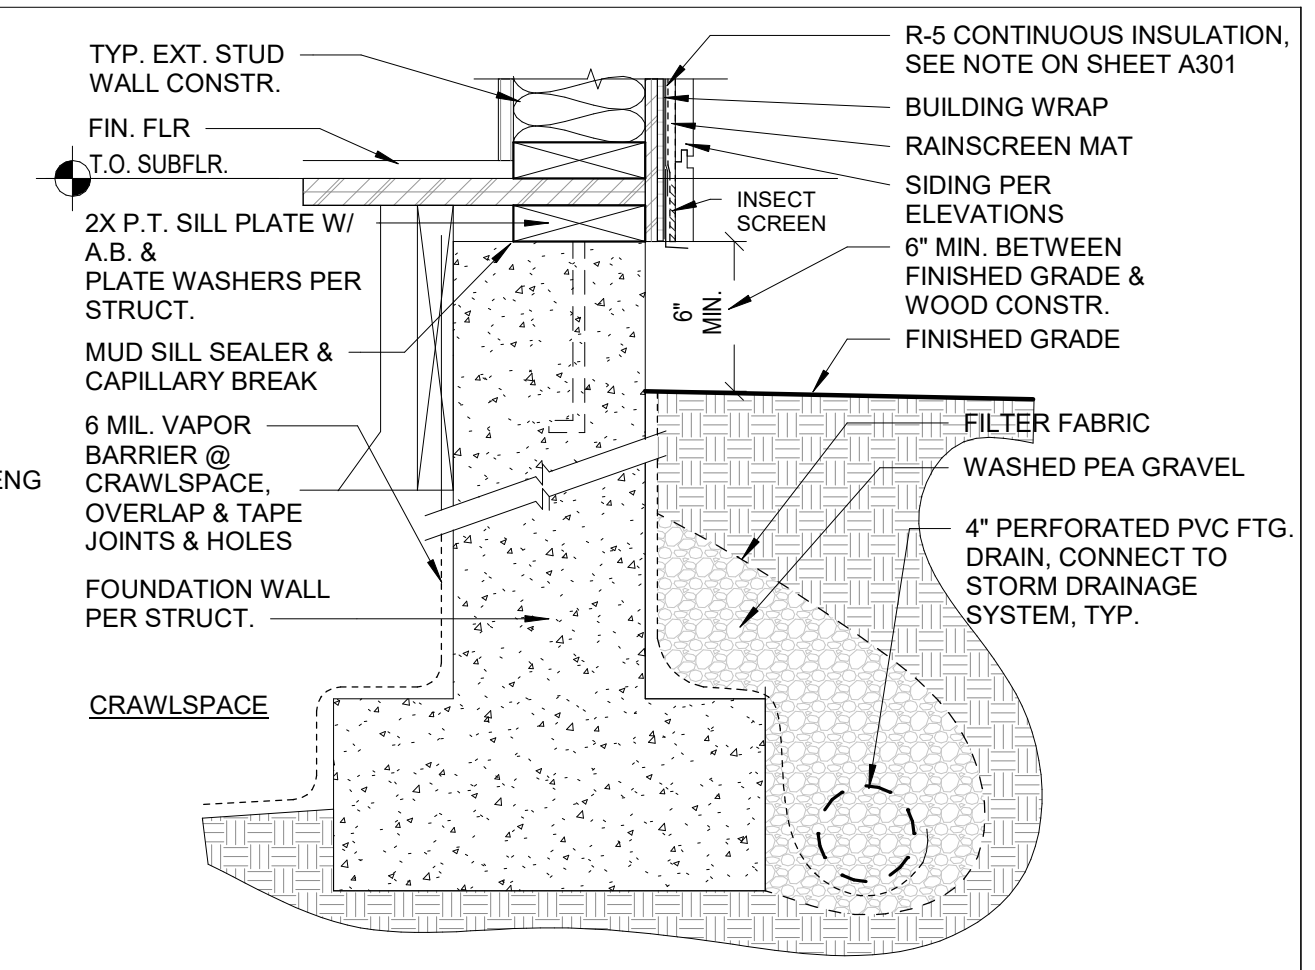 TYP. EXT. STUD
WALL CONSTR.
FIN. FLR
T.O. SUBFLR.
2X P.T. SILL PLATE W/
A.B. &
PLATE WASHERS PER
STRUCT.
MUD SILL SEALER &
CAPILLARY BREAK
6 MIL. VAPOR
BARRIER @
CRAWLSPACE,
OVERLAP & TAPE
JOINTS & HOLES
ENG
FOUNDATION WALL
PER STRUCT.
CRAWLSPACE
R-5 CONTINUOUS INSULATION,
SEE NOTE ON SHEET A301
BUILDING WRAP
RAINSCREEN MAT
SIDING PER
ELEVATIONS
INSECT
SCREEN
6" MIN. BETWEEN
FINISHED GRADE &
WOOD CONSTR.
6"
MIN.
FINISHED GRADE
FILTER FABRIC
WASHED PEA GRAVEL
4" PERFORATED PVC FTG.
DRAIN, CONNECT TO
STORM DRAINAGE
SYSTEM, TYP.